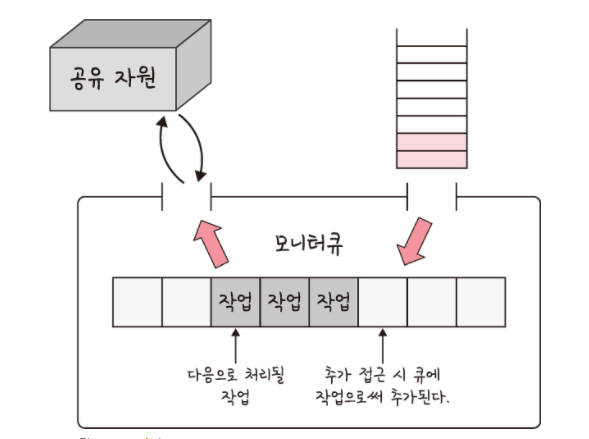 공유 자원
모니터큐
작업 작업 작업
다음으로 처리될
작업
추가 접근 시 큐에
작업으로써 추가된다.